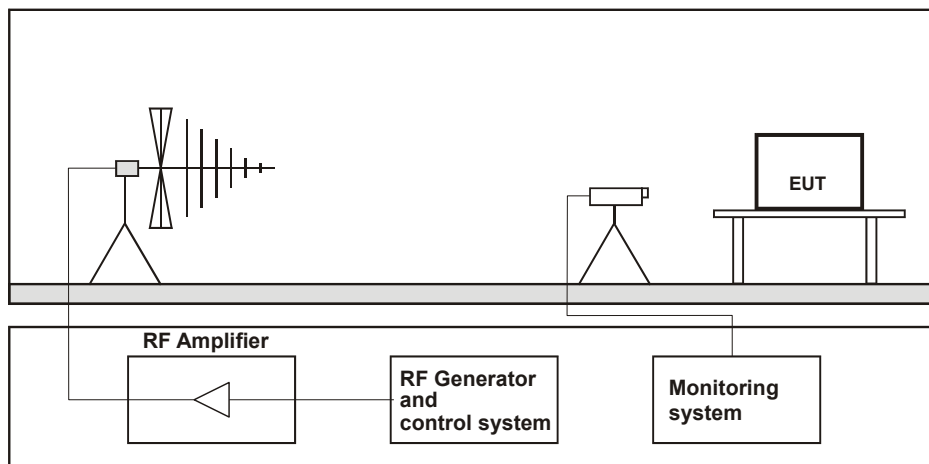 EUT
RF Amplifier
RF Generator
and
control system
Monitoring
system